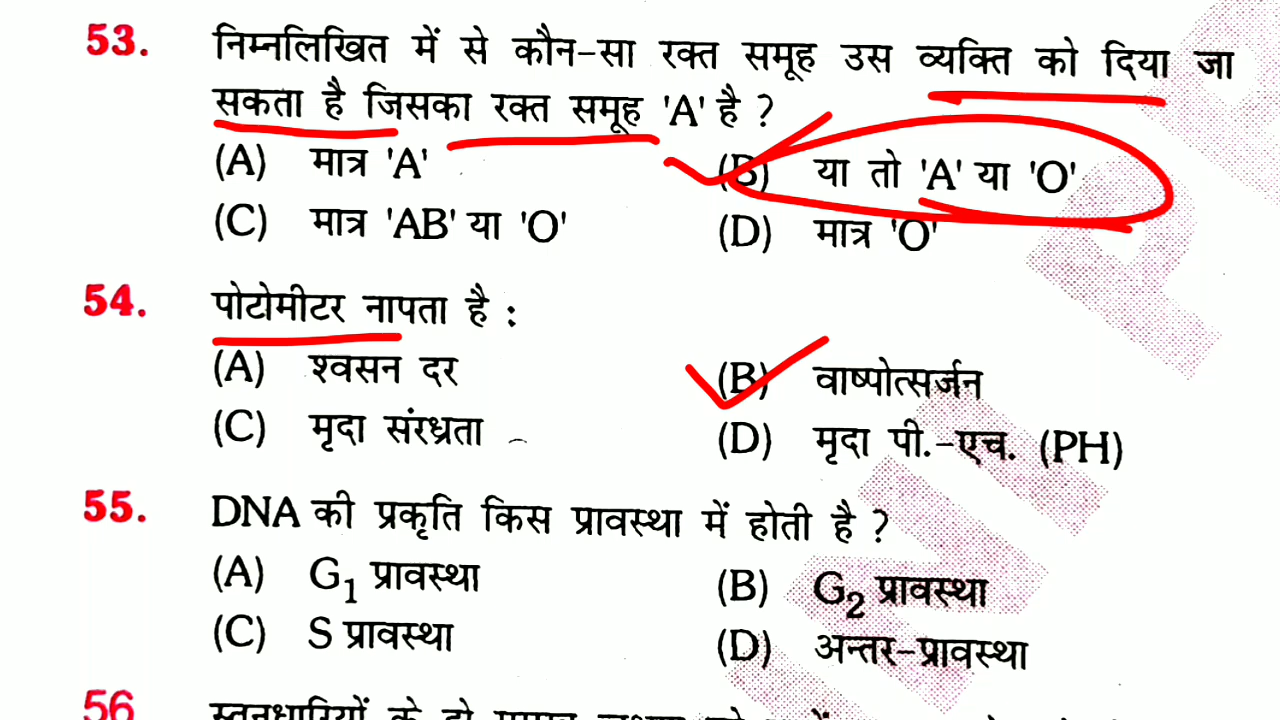 53. निम्नलिखित में से कौन-सा रक्त समूह उस व्यक्ति को दिया जा
सकता है जिसका रक्त समूह 'A' है ?
(A) मात्र 'A' (B) या तो 'A' या 'O'
(C) मात्र 'AB' या 'O' (D) मात्र 'O'
54. पोटोमीटर नापता है :
(A) श्वसन दर (B) वाष्पोत्सर्जन
(C) मृदा संरध्रता (D) मृदा पी.-एच. (PH)
55. DNA की प्रकृति किस प्रावस्था में होती है ?
(A) G₁ प्रावस्था (B) G₂ प्रावस्था
(C) S प्रावस्था (D) अन्तर-प्रावस्था
56 स्तनधारियों के दो